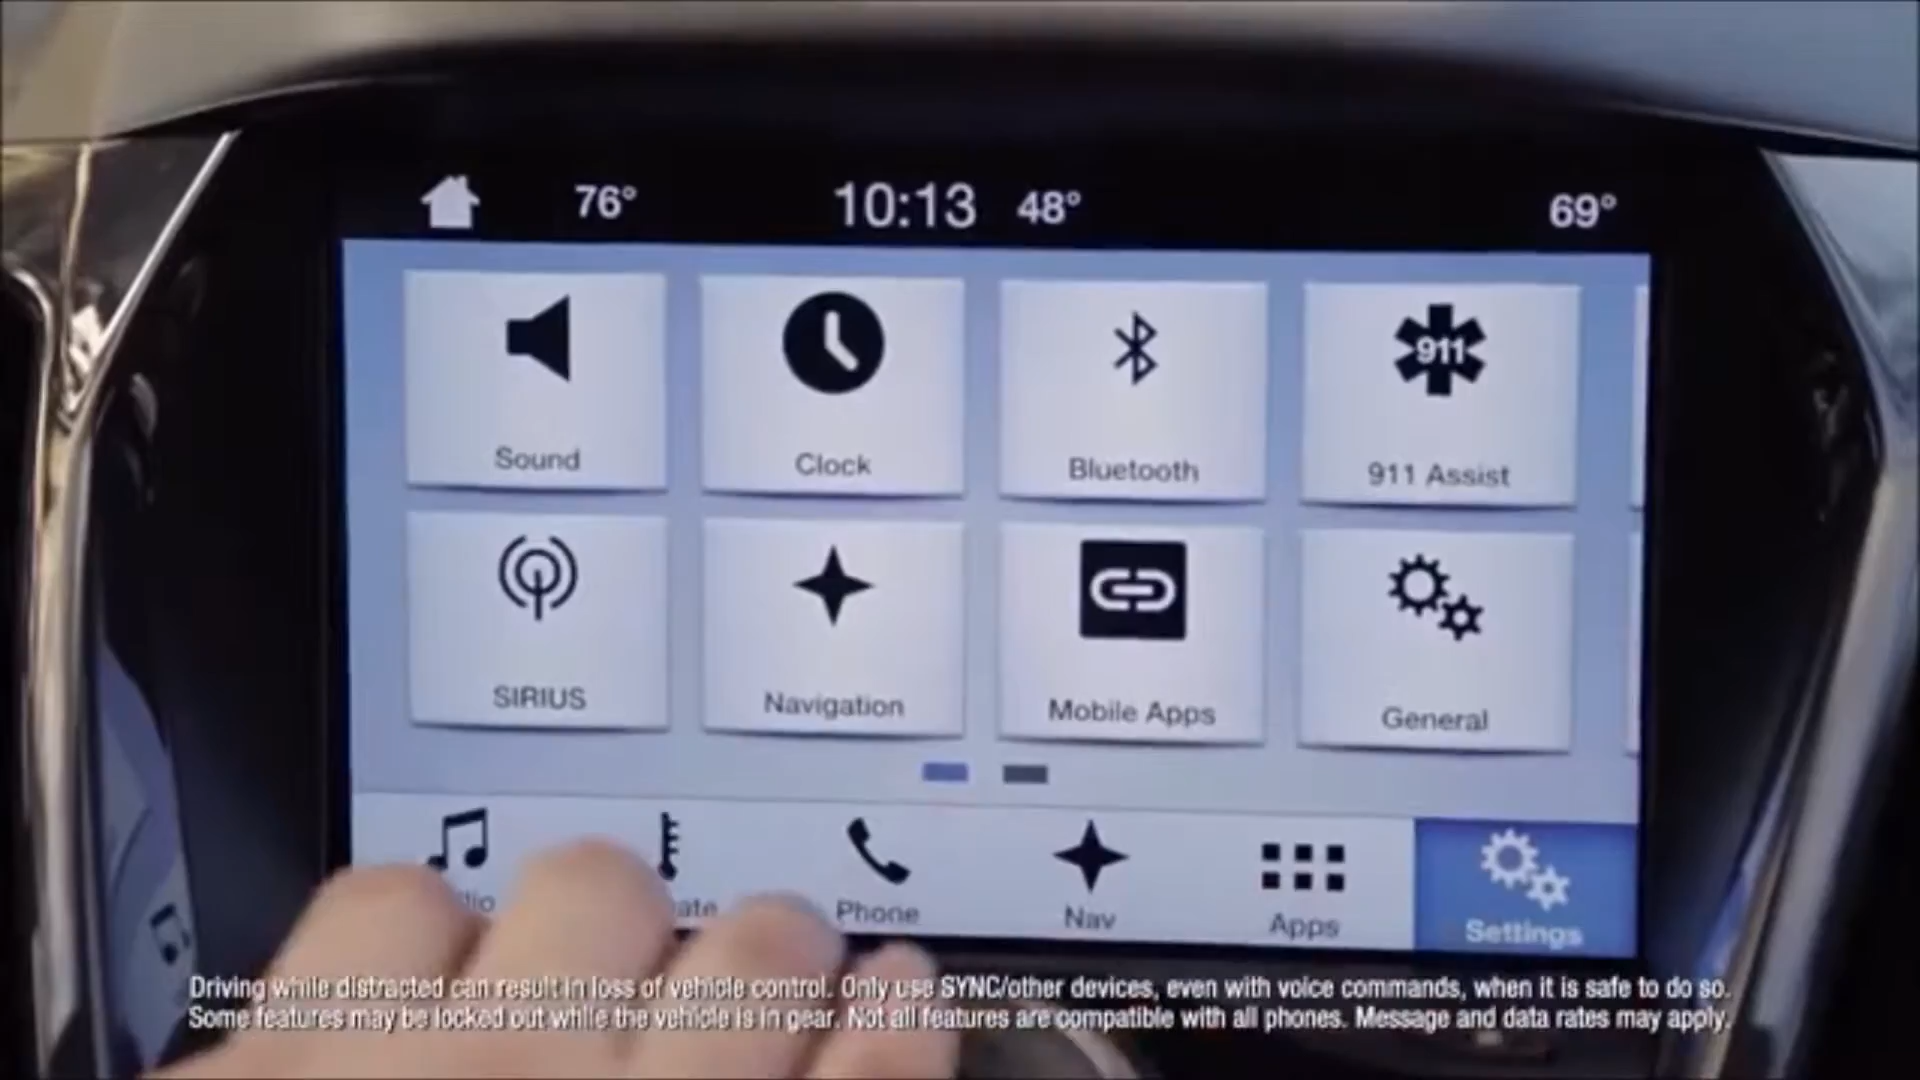 76° 10:13 48° 69°
Sound Clock Bluetooth 911 911 Assist
SIRIUS Navigation Mobile Apps General
Phone Nav Apps Settings
Driving while distracted can result in loss of vehicle control. Only use SYNC/other devices, even with voice commands, when it is safe to do so.
Some features may be locked out while the vehicle is in gear. Not all features are compatible with all phones. Message and data rates may apply.